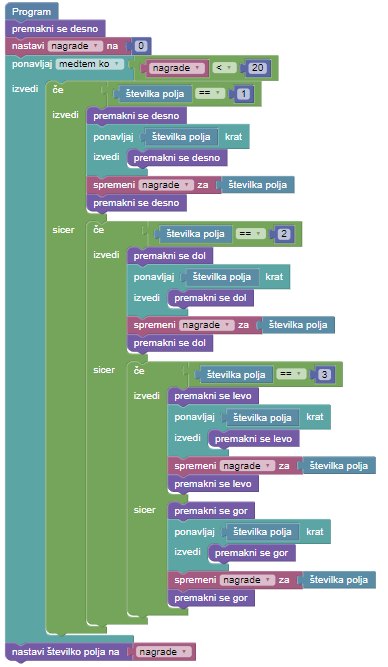 Program
premakni se desno
nastavi nagrade na 0
ponavljaj medtem ko nagrade < 20
izvedi če številka polja == 1
izvedi premakni se desno
ponavljaj številka polja krat
izvedi premakni se desno
spremeni nagrade za številka polja
premakni se desno
sicer če številka polja == 2
izvedi premakni se dol
ponavljaj številka polja krat
izvedi premakni se dol
spremeni nagrade za številka polja
premakni se dol
sicer če številka polja == 3
izvedi premakni se levo
ponavljaj številka polja krat
izvedi premakni se levo
spremeni nagrade za številka polja
premakni se levo
sicer premakni se gor
ponavljaj številka polja krat
izvedi premakni se gor
spremeni nagrade za številka polja
premakni se gor
nastavi številko polja na nagrade